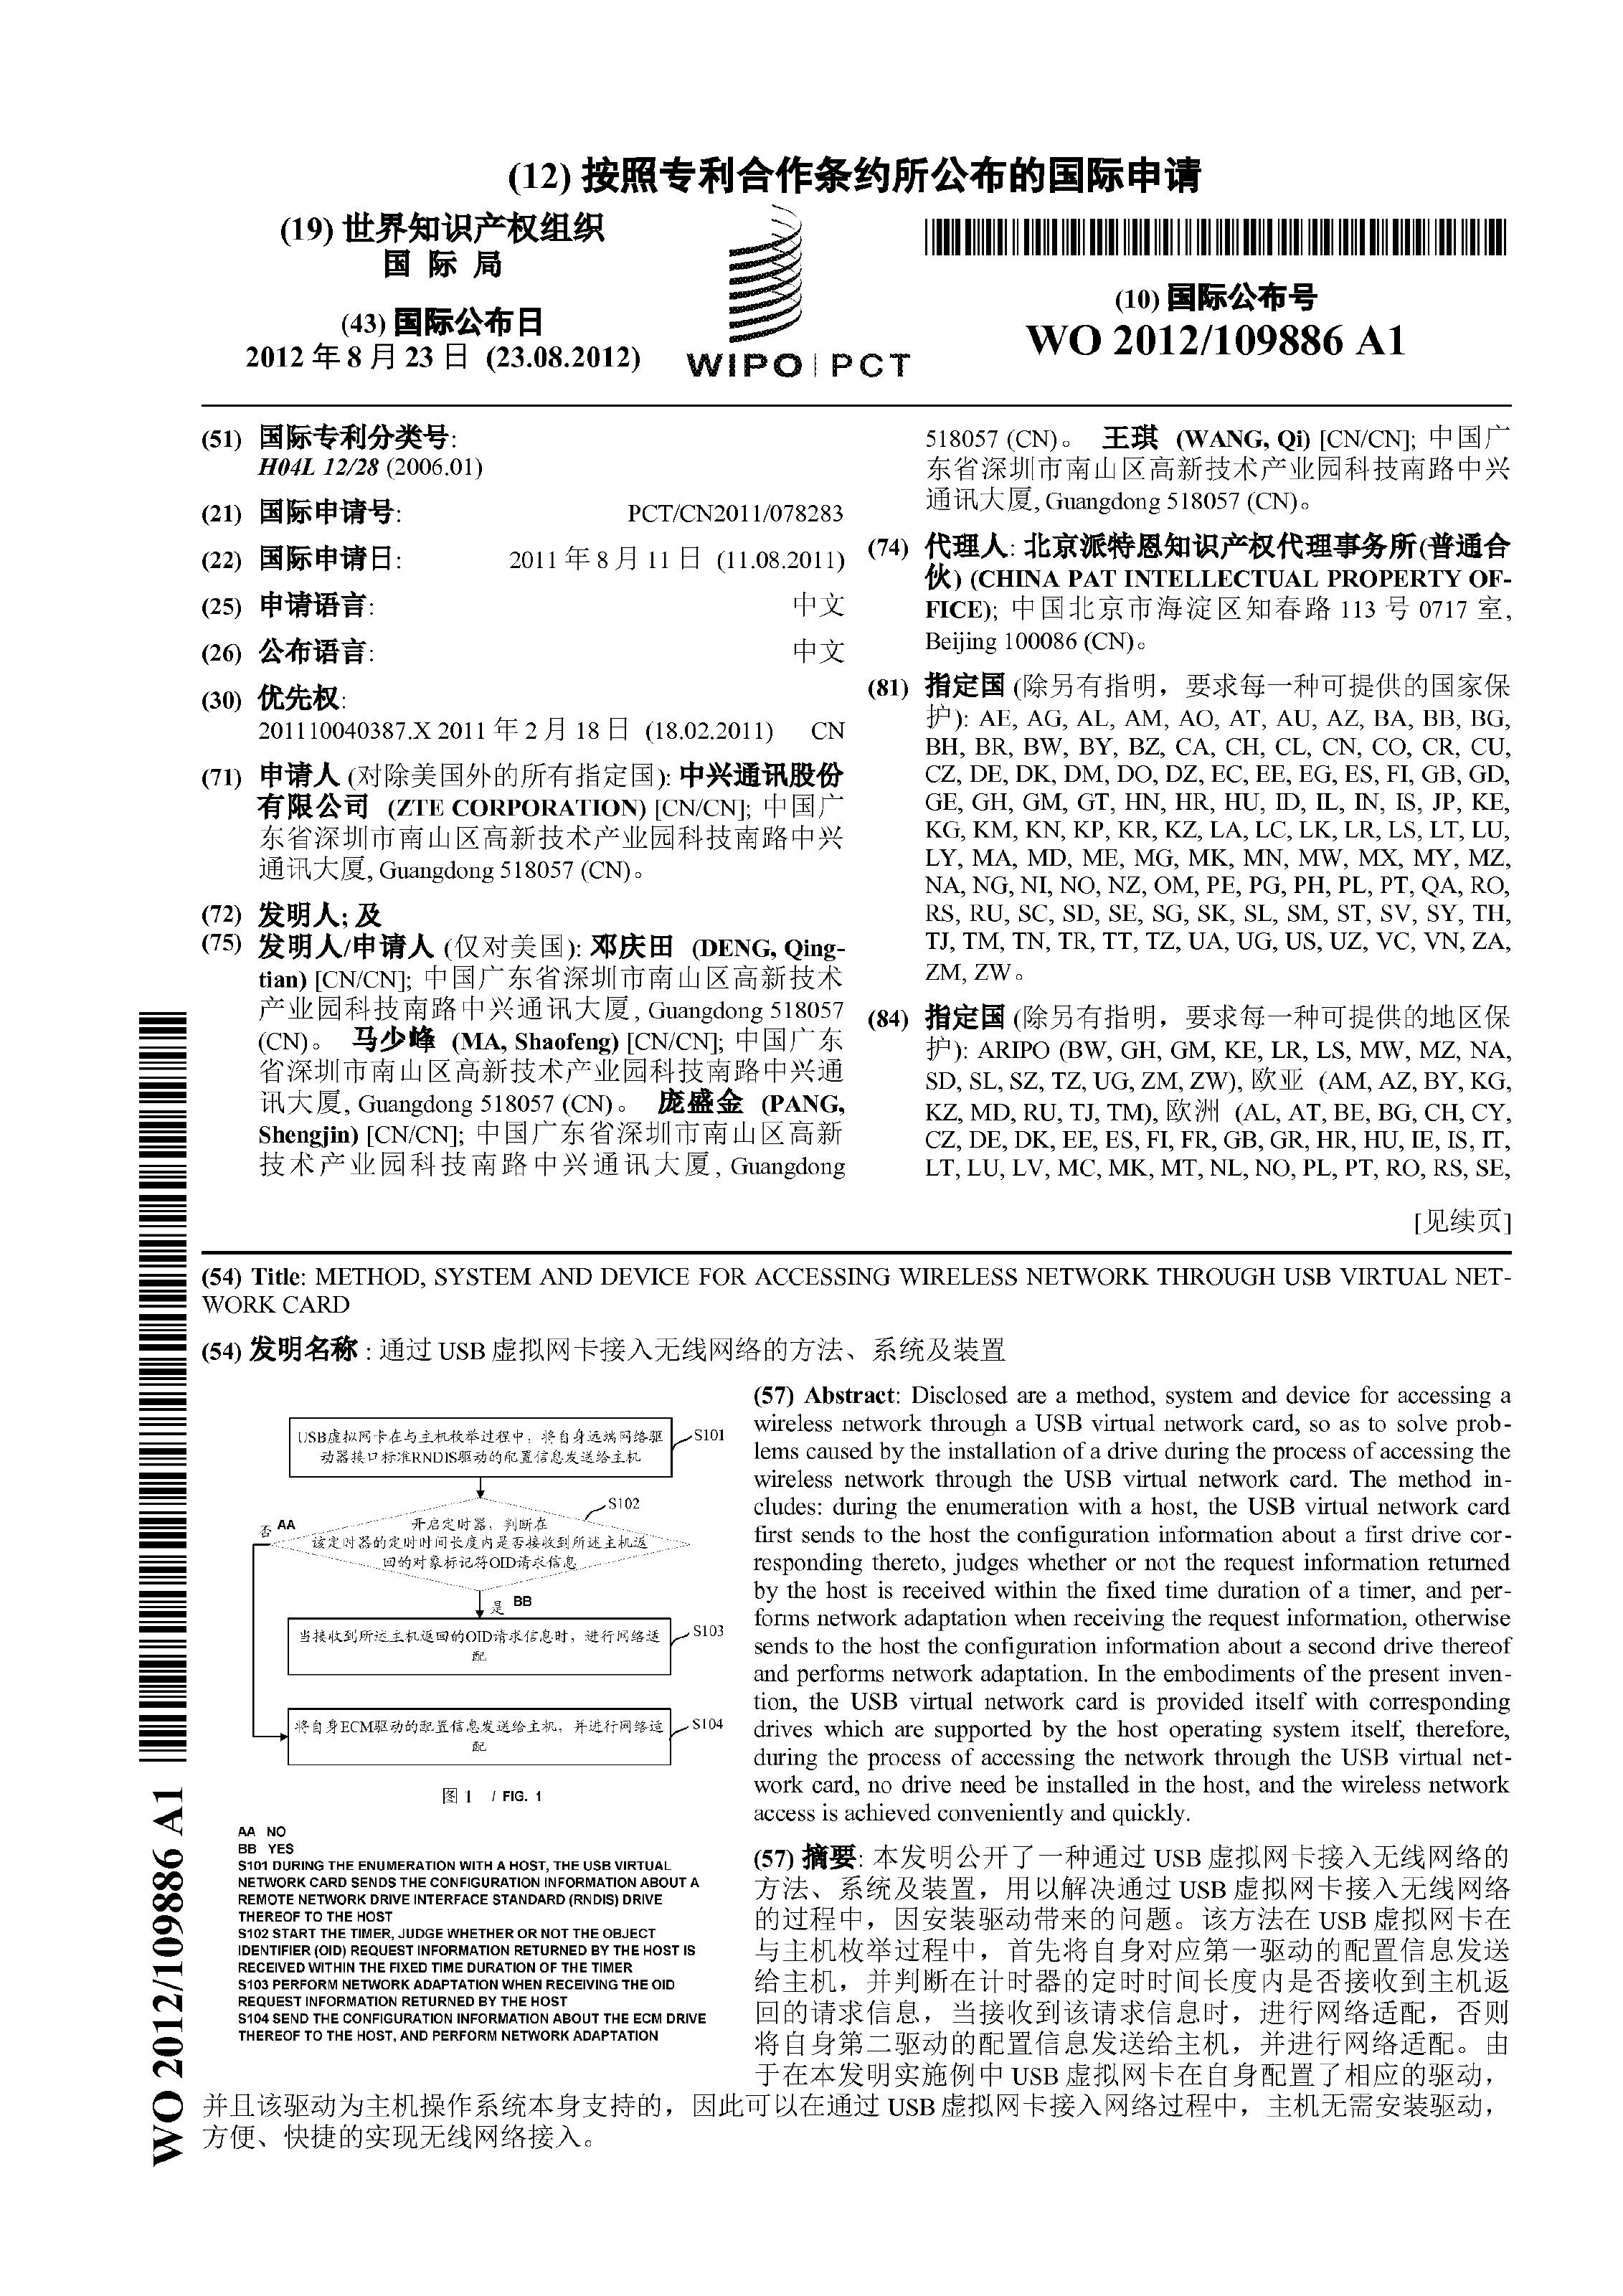 (12) 按照专利合作条约所公布的国际申请
(19) 世界知识产权组织
国 际 局
(43) 国际公布日
2012 年 8 月 23 日 (23.08.2012)
WIPO | PCT
(10) 国际公布号
WO 2012/109886 A1
(51) 国际专利分类号:
H04L 12/28 (2006.01)
(21) 国际申请号: PCT/CN2011/078283
(22) 国际申请日: 2011 年 8 月 11 日 (11.08.2011)
(25) 申请语言: 中文
(26) 公布语言: 中文
(30) 优先权:
201110040387.X 2011 年 2 月 18 日 (18.02.2011) CN
(71) 申请人 (对除美国外的所有指定国): 中兴通讯股份
有限公司 (ZTE CORPORATION) [CN/CN]; 中国广
东省深圳市南山区高新技术产业园科技南路中兴
通讯大厦, Guangdong 518057 (CN)。
(72) 发明人; 及
(75) 发明人/申请人 (仅对美国): 邓庆田 (DENG, Qing-
tian) [CN/CN]; 中国广东省深圳市南山区高新技术
产业园科技南路中兴通讯大厦, Guangdong 518057
(CN)。 马少峰 (MA, Shaofeng) [CN/CN]; 中国广东
省深圳市南山区高新技术产业园科技南路中兴通
讯大厦, Guangdong 518057 (CN)。 庞盛金 (PANG,
Shengjin) [CN/CN]; 中国广东省深圳市南山区高新
技术产业园科技南路中兴通讯大厦, Guangdong
518057 (CN)。 王琪 (WANG, Qi) [CN/CN]; 中国广
东省深圳市南山区高新技术产业园科技南路中兴
通讯大厦, Guangdong 518057 (CN)。
(74) 代理人: 北京派特恩知识产权代理事务所(普通合
伙) (CHINA PAT INTELLECTUAL PROPERTY OF-
FICE); 中国北京市海淀区知春路 113 号 0717 室,
Beijing 100086 (CN)。
(81) 指定国 (除另有指明，要求每一种可提供的国家保
护): AE, AG, AL, AM, AO, AT, AU, AZ, BA, BB, BG,
BH, BR, BW, BY, BZ, CA, CH, CL, CN, CO, CR, CU,
CZ, DE, DK, DM, DO, DZ, EC, EE, EG, ES, FI, GB, GD,
GE, GH, GM, GT, HN, HR, HU, ID, IL, IN, IS, JP, KE,
KG, KM, KN, KP, KR, KZ, LA, LC, LK, LR, LS, LT, LU,
LY, MA, MD, ME, MG, MK, MN, MW, MX, MY, MZ,
NA, NG, NI, NO, NZ, OM, PE, PG, PH, PL, PT, QA, RO,
RS, RU, SC, SD, SE, SG, SK, SL, SM, ST, SV, SY, TH,
TJ, TM, TN, TR, TT, TZ, UA, UG, US, UZ, VC, VN, ZA,
ZM, ZW。
(84) 指定国 (除另有指明，要求每一种可提供的地区保
护): ARIPO (BW, GH, GM, KE, LR, LS, MW, MZ, NA,
SD, SL, SZ, TZ, UG, ZM, ZW), 欧亚 (AM, AZ, BY, KG,
KZ, MD, RU, TJ, TM), 欧洲 (AL, AT, BE, BG, CH, CY,
CZ, DE, DK, EE, ES, FI, FR, GB, GR, HR, HU, IE, IS, IT,
LT, LU, LV, MC, MK, MT, NL, NO, PL, PT, RO, RS, SE,
[见续页]
(54) Title: METHOD, SYSTEM AND DEVICE FOR ACCESSING WIRELESS NETWORK THROUGH USB VIRTUAL NET-
WORK CARD
(54) 发明名称 : 通过 USB 虚拟网卡接入无线网络的方法、系统及装置
USB虚拟网卡在与主机枚举过程中，将自身远端网络驱
动器接口标准RNDIS驱动的配置信息发送给主机
S101
S102
开启定时器，判断在
该定时器的定时时间长度内是否接收到所述主机返
回的对象标记符OID请求信息
否 AA
是 BB
当接收到所述主机返回的OID请求信息时，进行网络适
配
S103
将自身ECM驱动的配置信息发送给主机，并进行网络适
配
S104
图 1 / FIG. 1
AA NO
BB YES
S101 DURING THE ENUMERATION WITH A HOST, THE USB VIRTUAL
NETWORK CARD SENDS THE CONFIGURATION INFORMATION ABOUT A
REMOTE NETWORK DRIVE INTERFACE STANDARD (RNDIS) DRIVE
THEREOF TO THE HOST
S102 START THE TIMER, JUDGE WHETHER OR NOT THE OBJECT
IDENTIFIER (OID) REQUEST INFORMATION RETURNED BY THE HOST IS
RECEIVED WITHIN THE FIXED TIME DURATION OF THE TIMER
S103 PERFORM NETWORK ADAPTATION WHEN RECEIVING THE OID
REQUEST INFORMATION RETURNED BY THE HOST
S104 SEND THE CONFIGURATION INFORMATION ABOUT THE ECM DRIVE
THEREOF TO THE HOST, AND PERFORM NETWORK ADAPTATION
(57) Abstract: Disclosed are a method, system and device for accessing a
wireless network through a USB virtual network card, so as to solve prob-
lems caused by the installation of a drive during the process of accessing the
wireless network through the USB virtual network card. The method in-
cludes: during the enumeration with a host, the USB virtual network card
first sends to the host the configuration information about a first drive cor-
responding thereto, judges whether or not the request information returned
by the host is received within the fixed time duration of a timer, and per-
forms network adaptation when receiving the request information, otherwise
sends to the host the configuration information about a second drive thereof
and performs network adaptation. In the embodiments of the present inven-
tion, the USB virtual network card is provided itself with corresponding
drives which are supported by the host operating system itself, therefore,
during the process of accessing the network through the USB virtual net-
work card, no drive need be installed in the host, and the wireless network
access is achieved conveniently and quickly.
(57) 摘要: 本发明公开了一种通过 USB 虚拟网卡接入无线网络的
方法、系统及装置，用以解决通过 USB 虚拟网卡接入无线网络
的过程中，因安装驱动带来的问题。该方法在 USB 虚拟网卡在
与主机枚举过程中，首先将自身对应第一驱动的配置信息发送
给主机，并判断在计时器的定时时间长度内是否接收到主机返
回的请求信息，当接收到该请求信息时，进行网络适配，否则
将自身第二驱动的配置信息发送给主机，并进行网络适配。由
于在本发明实施例中 USB 虚拟网卡在自身配置了相应的驱动，
并且该驱动为主机操作系统本身支持的，因此可以在通过 USB 虚拟网卡接入网络过程中，主机无需安装驱动，
方便、快捷的实现无线网络接入。
WO 2012/109886 A1